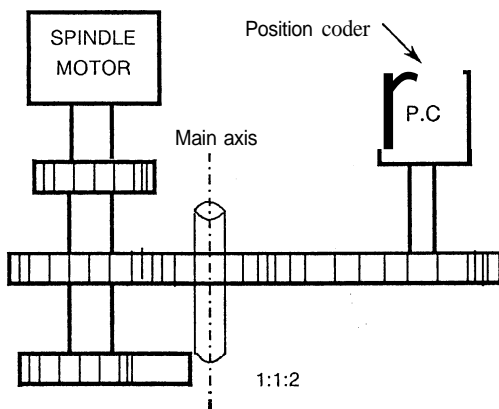 SPINDLE
MOTOR
Position coder
P.C
Main axis
1:1:2